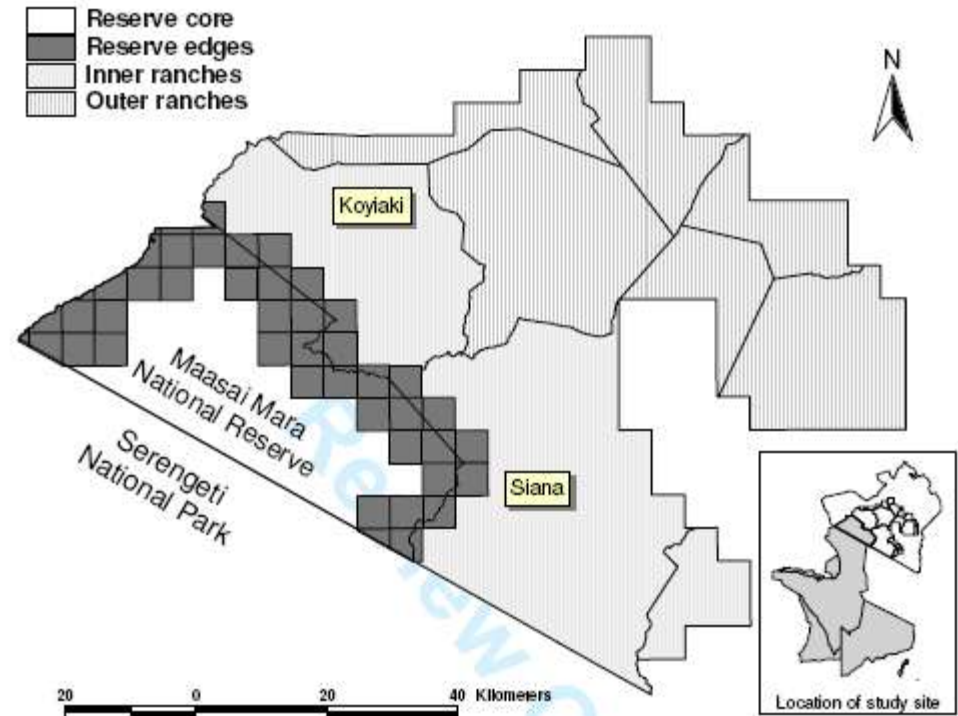 Reserve core
Reserve edges
Inner ranches
Outer ranches
N
Koyiaki
Maasai Mara
National Reserve
Serengeti
National Park
Siana
20 0 20 40 Kilometers
Location of study site